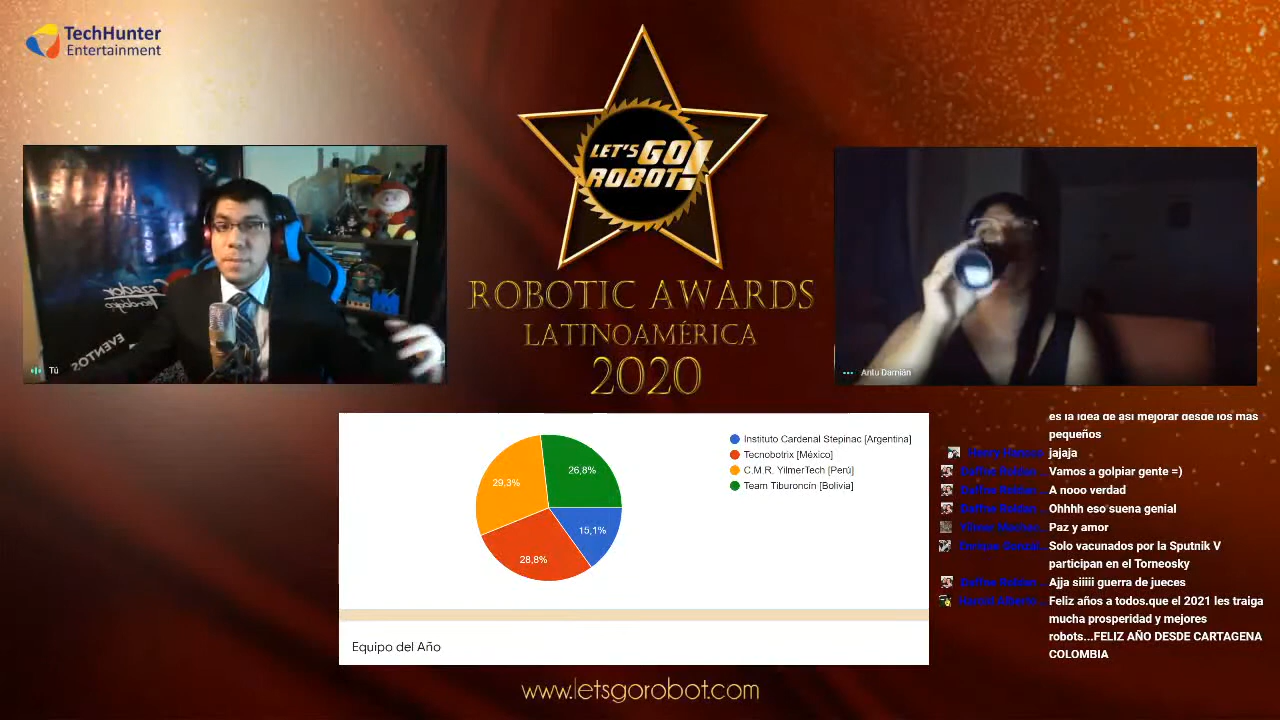 TechHunter
Entertainment
LET'S GO!
ROBOT!
ROBOTIC AWARDS
LATINOAMÉRICA
2020
EVENTOS
Tú
Antu Damián
26,8%
29,3%
15,1%
28,8%
Instituto Cardenal Stepinac [Argentina]
Tecnobotrix [México]
C.M.R. YilmerTech [Perú]
Team Tiburoncín [Bolivia]
Equipo del Año
es la idea de asi mejorar desde los mas
pequeños
jajaja
Vamos a golpiar gente =)
A nooo verdad
Ohhhh eso suena genial
Paz y amor
Solo vacunados por la Sputnik V
participan en el Torneosky
Ajja siiiii guerra de jueces
Feliz años a todos.que el 2021 les traiga
mucha prosperidad y mejores
robots...FELIZ AÑO DESDE CARTAGENA
COLOMBIA
www.letsgorobot.com